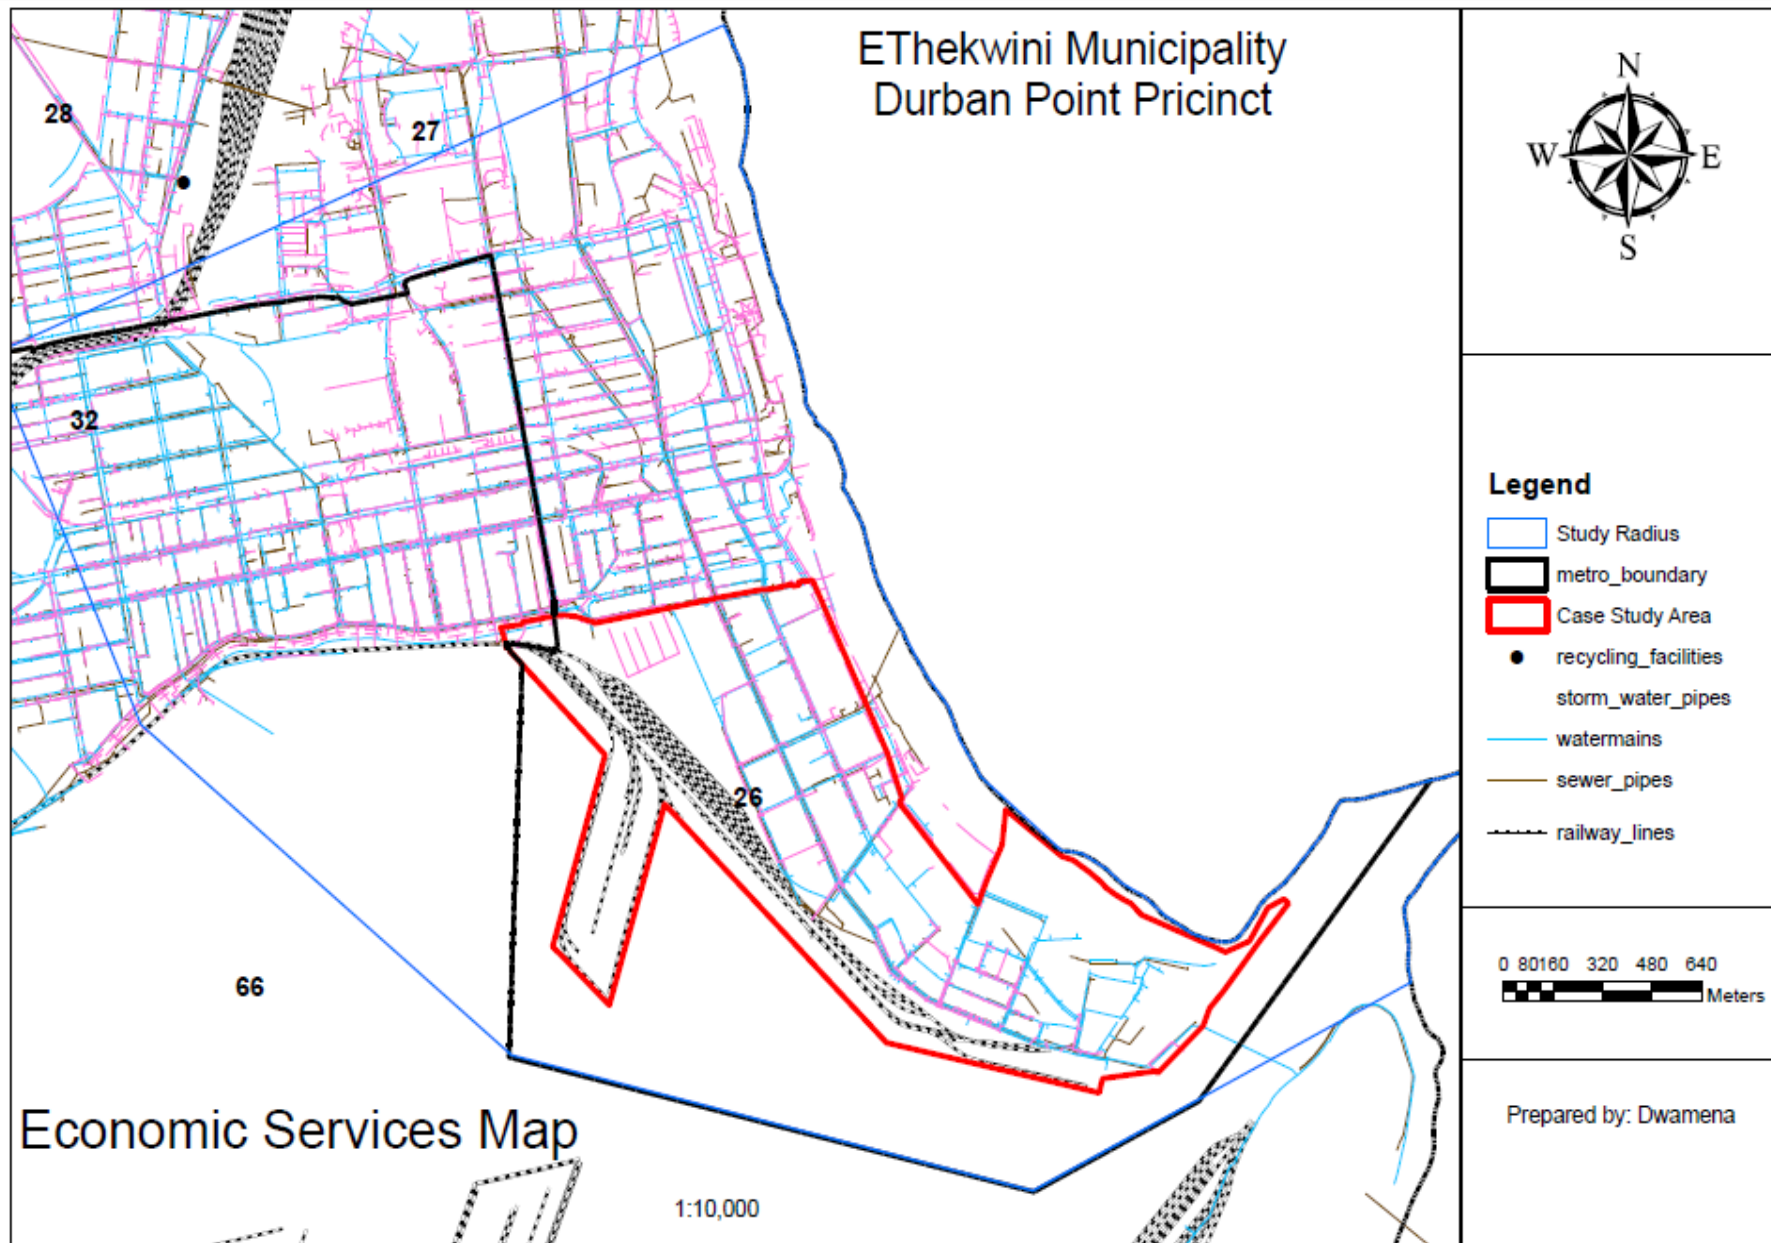 EThekwini Municipality
Durban Point Pricinct
28
27
32
26
66
Economic Services Map
1:10,000
N
W
E
S
Legend
Study Radius
metro_boundary
Case Study Area
recycling_facilities
storm_water_pipes
watermains
sewer_pipes
railway_lines
0 80160 320 480 640
Meters
Prepared by: Dwamena